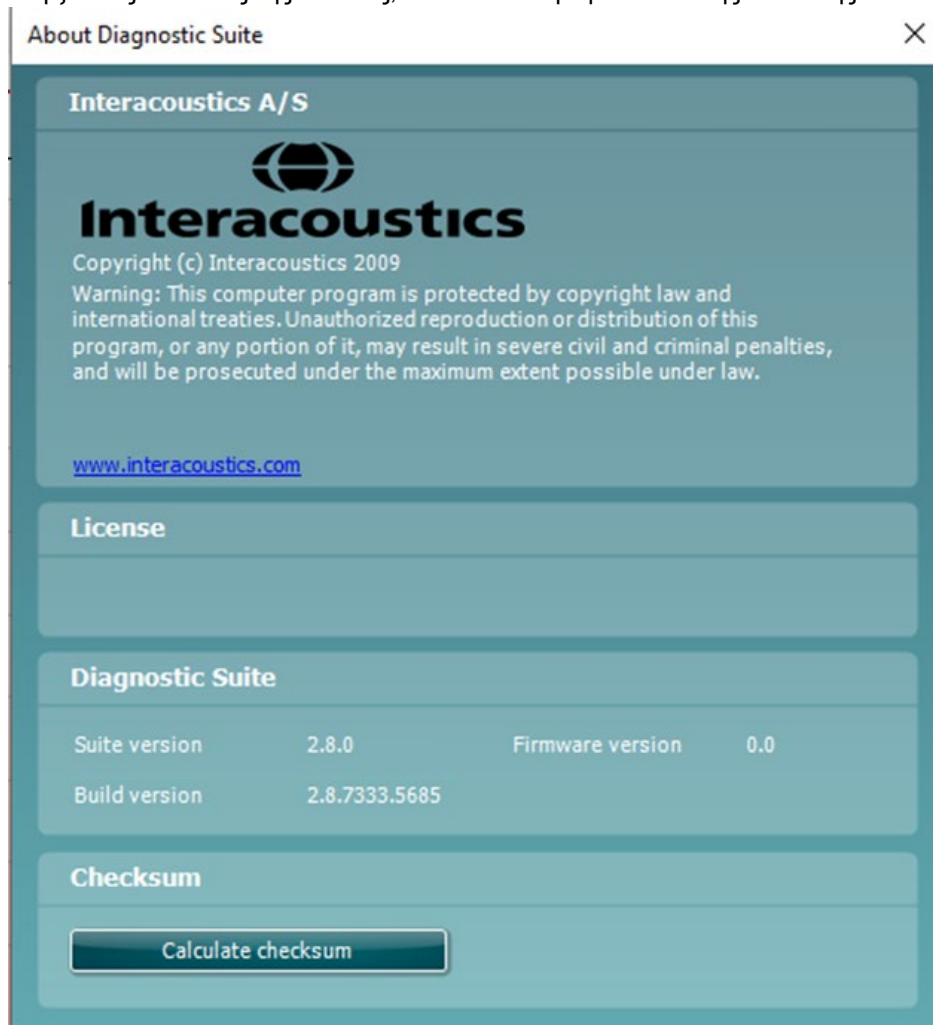 About Diagnostic Suite
Interacoustics A/S
Interacoustics
Copyright (c) Interacoustics 2009
Warning: This computer program is protected by copyright law and
international treaties. Unauthorized reproduction or distribution of this
program, or any portion of it, may result in severe civil and criminal penalties,
and will be prosecuted under the maximum extent possible under law.
www.interacoustics.com
License
Diagnostic Suite
Suite version 2.8.0 Firmware version 0.0
Build version 2.8.7333.5685
Checksum
Calculate checksum